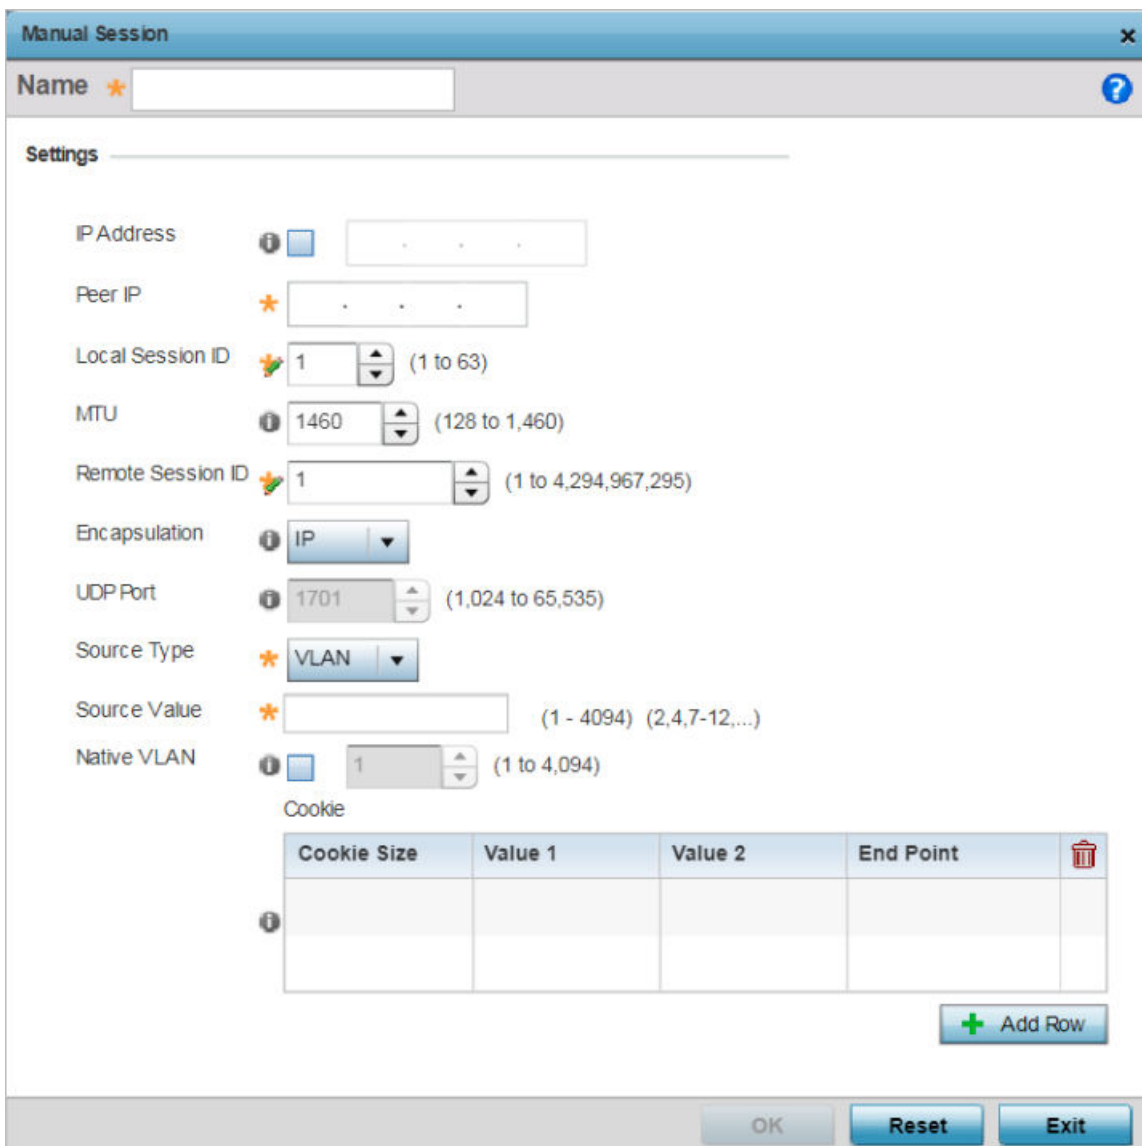 Manual Session
Name
Settings
IP Address
Peer IP
Local Session ID 1 (1 to 63)
MTU 1460 (128 to 1,460)
Remote Session ID 1 (1 to 4,294,967,295)
Encapsulation IP
UDP Port 1701 (1,024 to 65,535)
Source Type VLAN
Source Value (1 - 4094) (2,4,7-12,...)
Native VLAN 1 (1 to 4,094)
Cookie
Cookie Size Value 1 Value 2 End Point
Add Row
OK Reset Exit